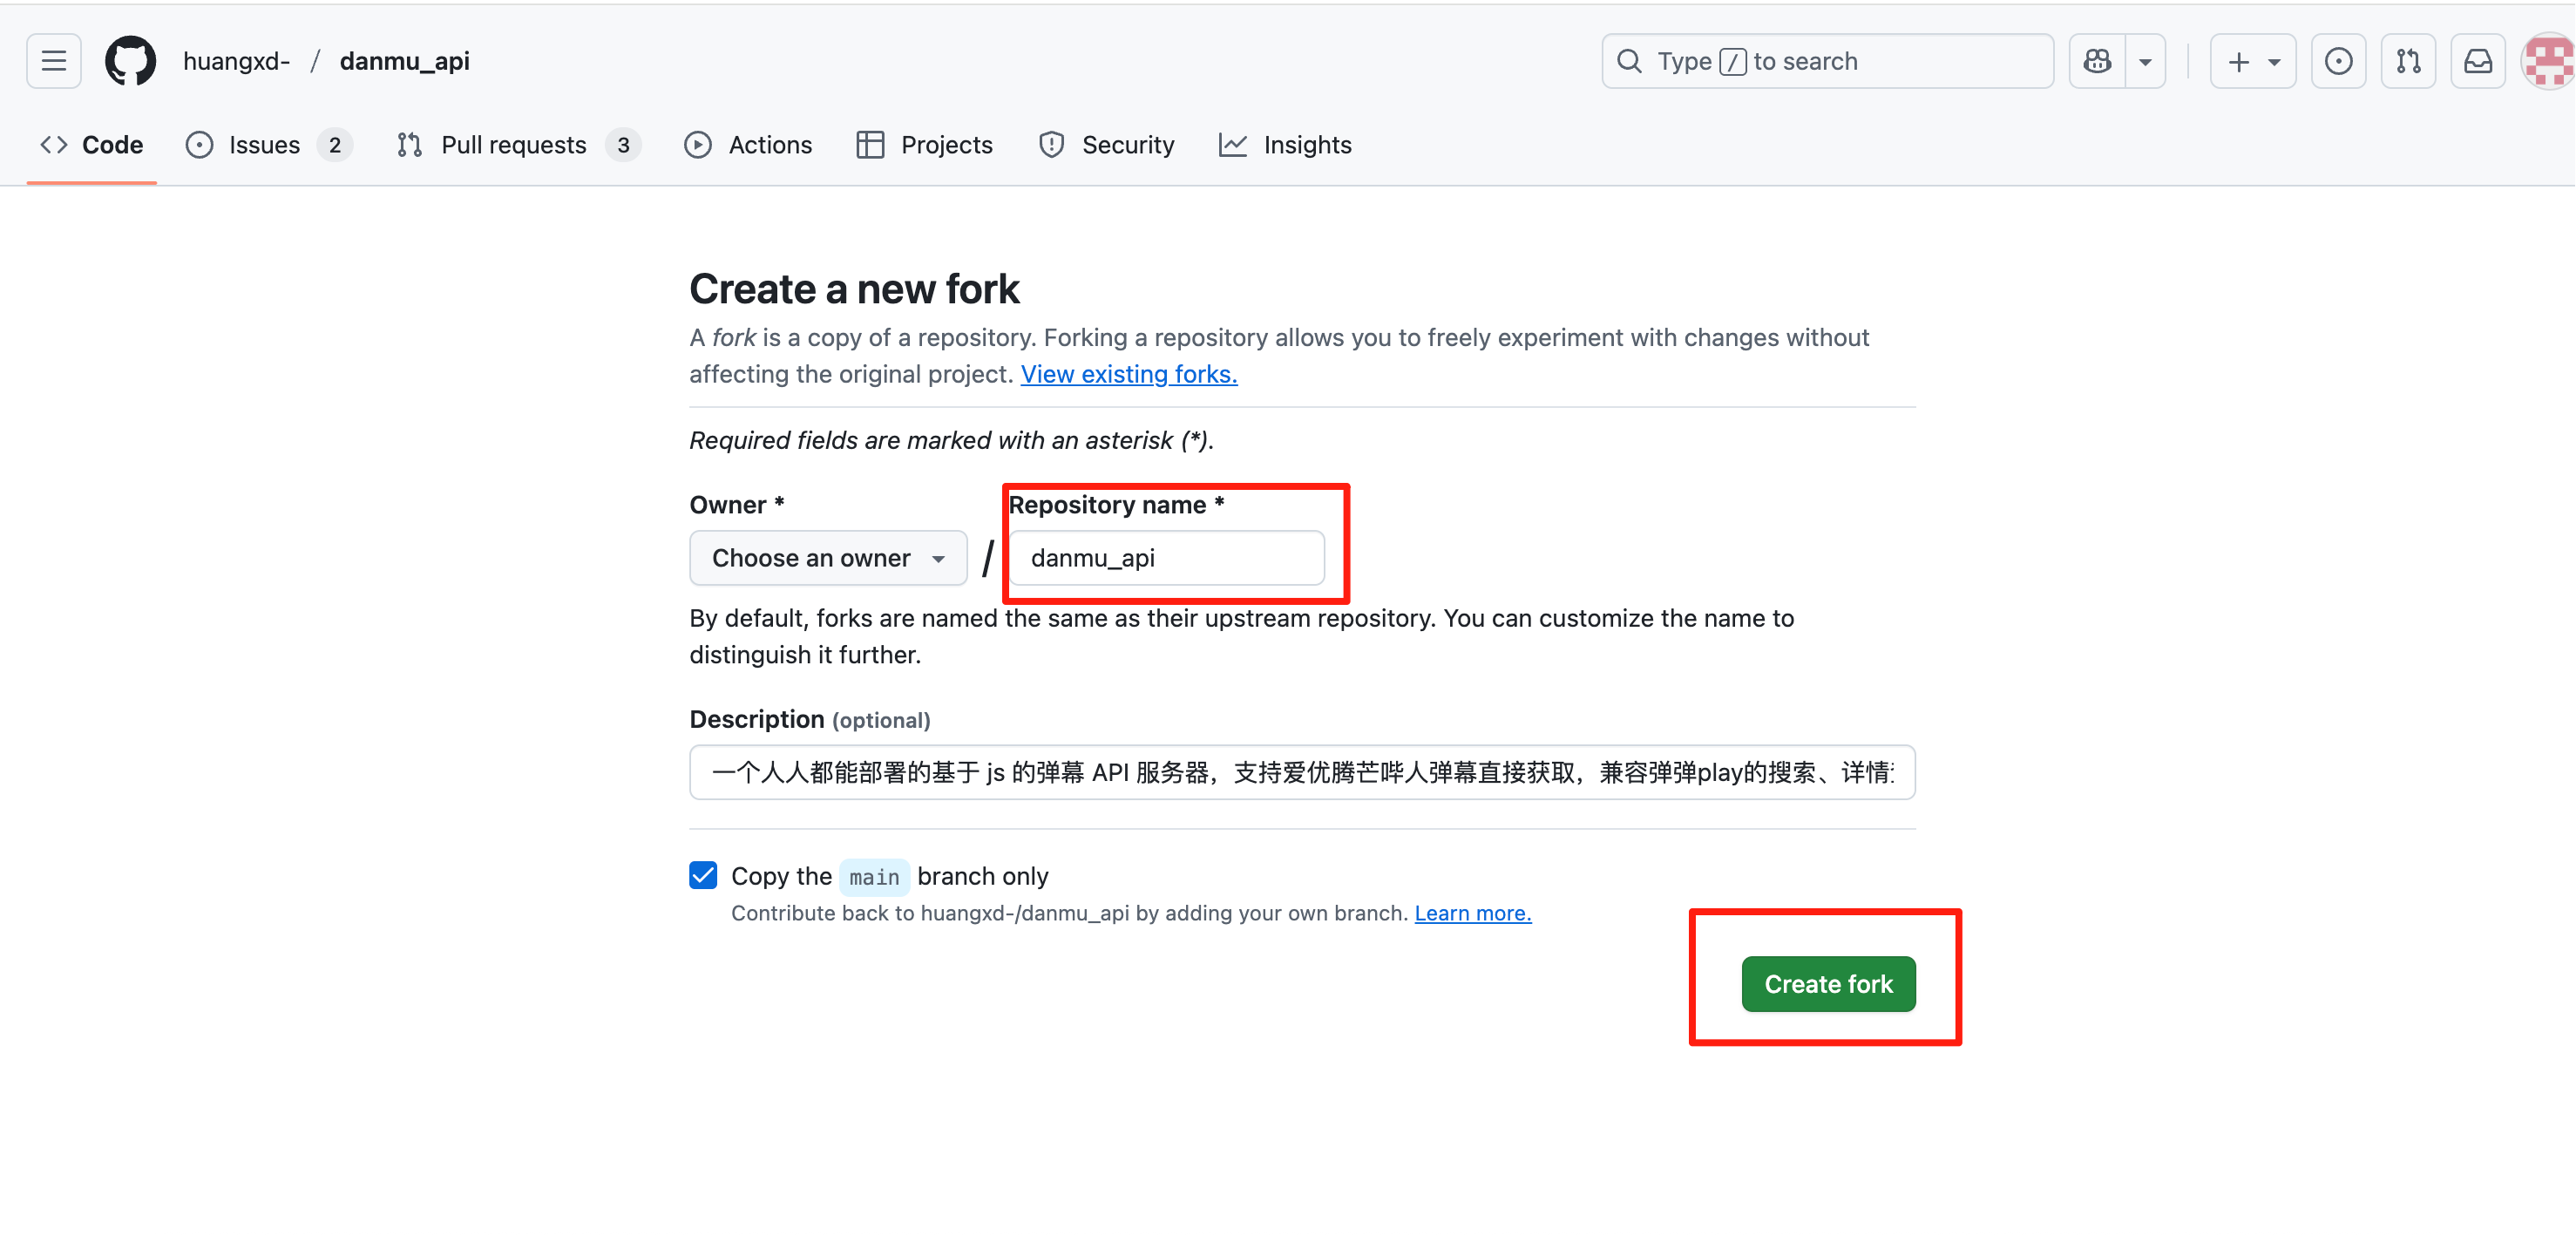 huangxd- / danmu_api
Type / to search
Code
Issues 2
Pull requests 3
Actions
Projects
Security
Insights
Create a new fork
A fork is a copy of a repository. Forking a repository allows you to freely experiment with changes without
affecting the original project. View existing forks.
Required fields are marked with an asterisk (*).
Owner *
Repository name *
Choose an owner / danmu_api
By default, forks are named the same as their upstream repository. You can customize the name to
distinguish it further.
Description (optional)
一个人人都能部署的基于 js 的弹幕 API 服务器，支持爱优腾芒哔人弹幕直接获取，兼容弹弹play的搜索、详情
Copy the main branch only
Contribute back to huangxd-/danmu_api by adding your own branch. Learn more.
Create fork